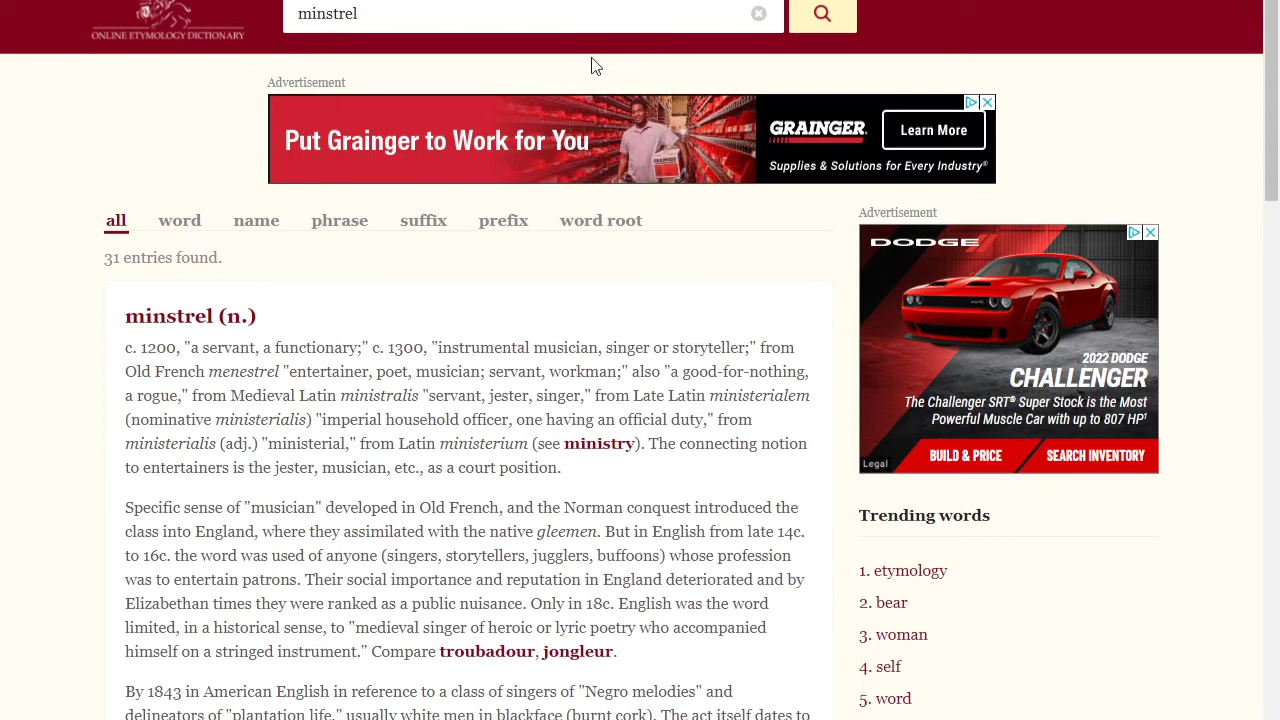 minstrel
ONLINE ETYMOLOGY DICTIONARY
Advertisement
Put Grainger to Work for You
GRAINGER
Learn More
Supplies & Solutions for Every Industry®
all word name phrase suffix prefix word root
Advertisement
31 entries found.
DODGE
minstrel (n.)
c. 1200, "a servant, a functionary;" c. 1300, "instrumental musician, singer or storyteller;" from
Old French menestrel "entertainer, poet, musician; servant, workman;" also "a good-for-nothing,
a rogue," from Medieval Latin ministralis "servant, jester, singer," from Late Latin ministerialem
(nominative ministerialis) "imperial household officer, one having an official duty," from
ministerialis (adj.) "ministerial," from Latin ministerium (see ministry). The connecting notion
to entertainers is the jester, musician, etc., as a court position.
2022 DODGE
CHALLENGER
The Challenger SRT® Super Stock is the Most
Powerful Muscle Car with up to 807 HP¹
Legal
BUILD & PRICE
SEARCH INVENTORY
Specific sense of "musician" developed in Old French, and the Norman conquest introduced the
class into England, where they assimilated with the native gleemen. But in English from late 14c.
to 16c. the word was used of anyone (singers, storytellers, jugglers, buffoons) whose profession
was to entertain patrons. Their social importance and reputation in England deteriorated and by
Elizabethan times they were ranked as a public nuisance. Only in 18c. English was the word
limited, in a historical sense, to "medieval singer of heroic or lyric poetry who accompanied
himself on a stringed instrument." Compare troubadour, jongleur.
By 1843 in American English in reference to a class of singers of "Negro melodies" and
delineators of "plantation life," usually white men in blackface (burnt cork). The act itself dates to
Trending words
1. etymology
2. bear
3. woman
4. self
5. word